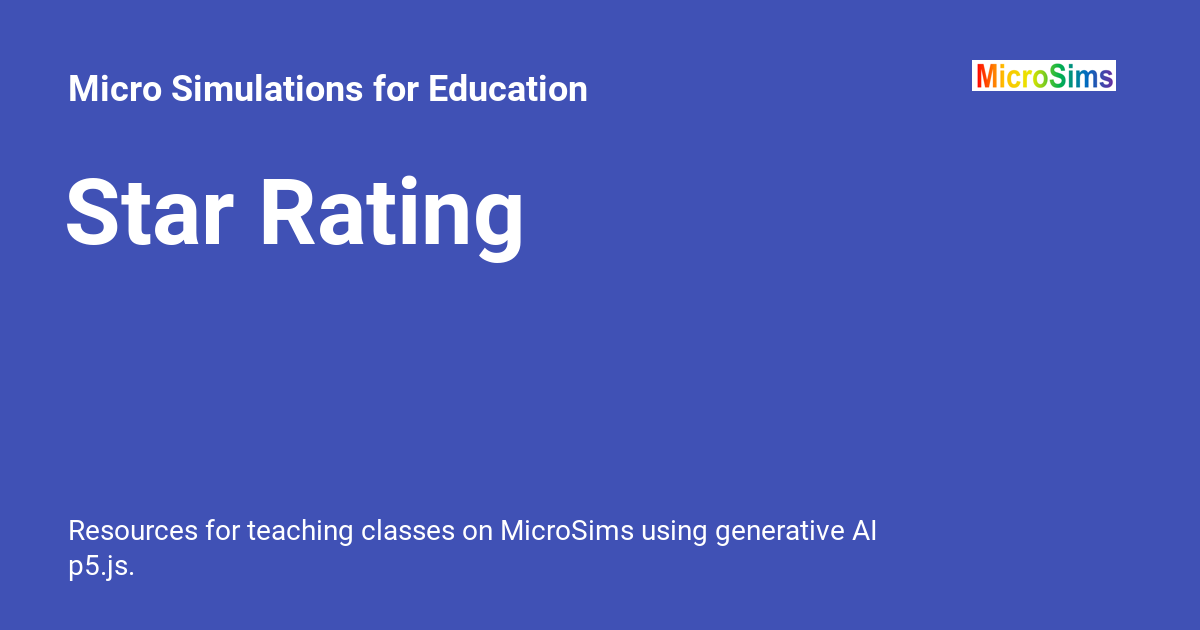 Micro Simulations for Education
MicroSims
Star Rating
Resources for teaching classes on MicroSims using generative AI
p5.js.